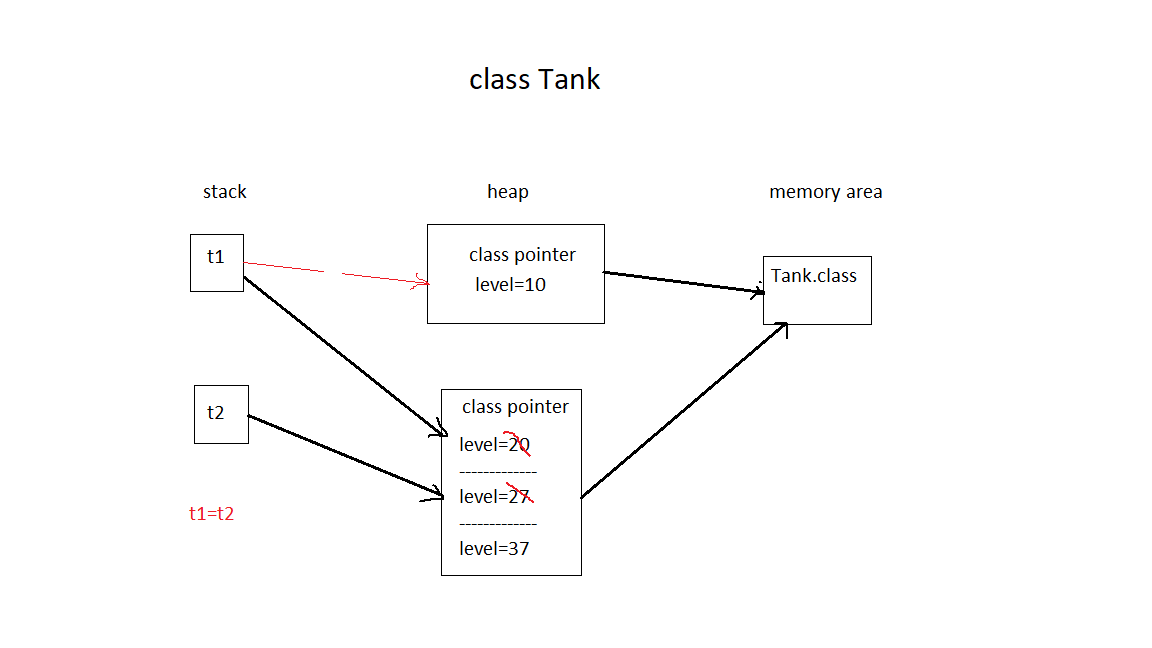 class Tank
stack
heap
memory area
t1
class pointer
level=10
Tank.class
t2
class pointer
level=20
-------------
level=27
-------------
level=37
t1=t2